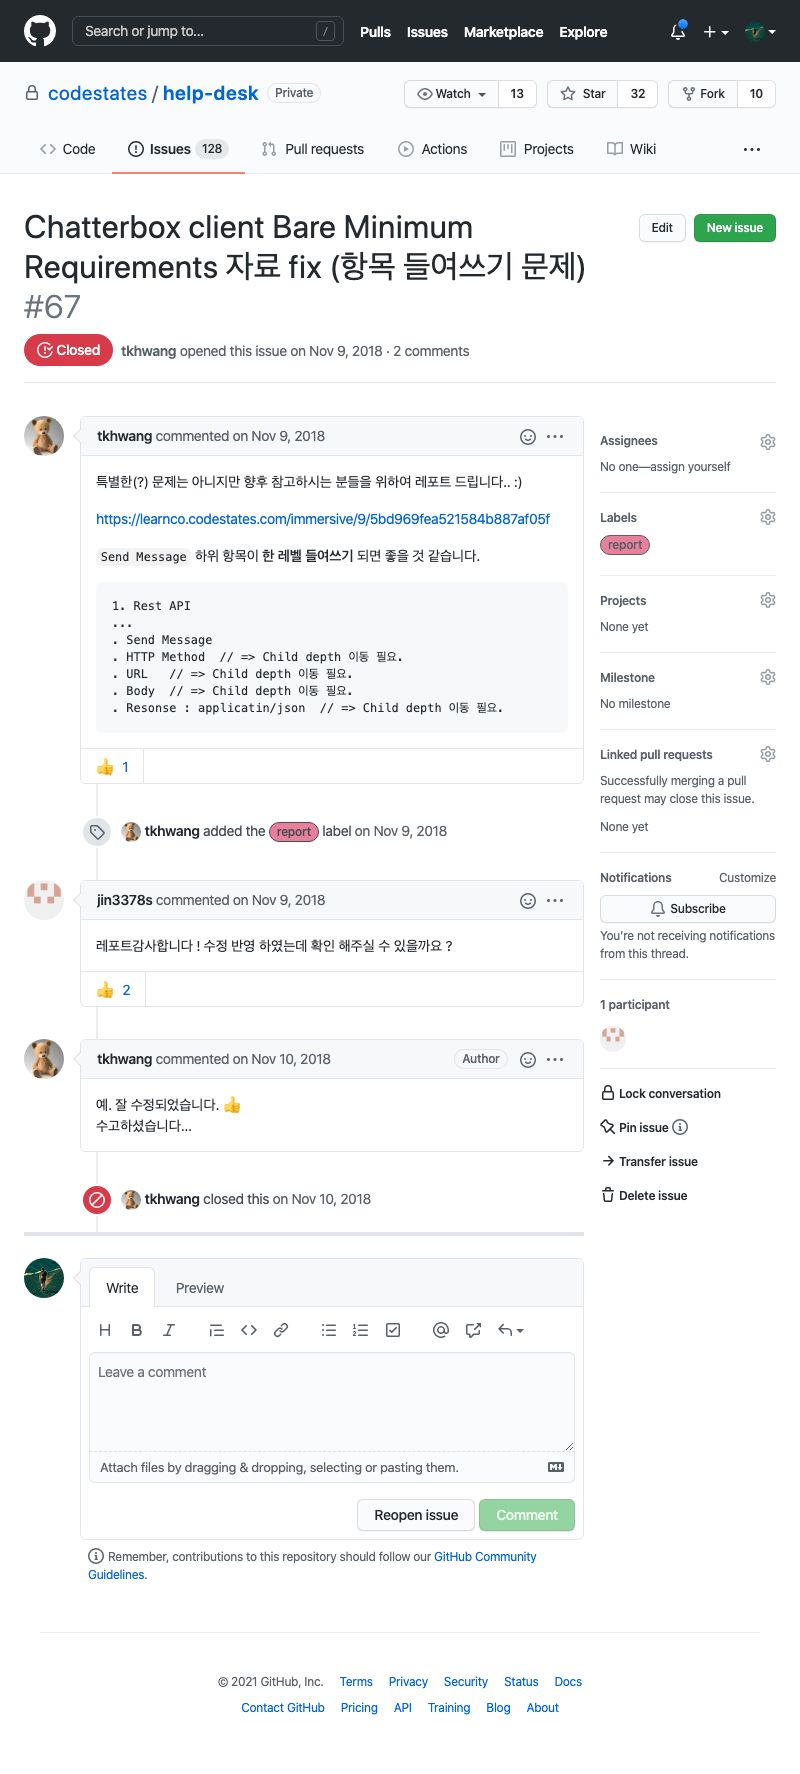 Search or jump to...
/
Pulls
Issues
Marketplace
Explore
codestates / help-desk
Private
Watch
13
Star
32
Fork
10
Code
Issues 128
Pull requests
Actions
Projects
Wiki
Chatterbox client Bare Minimum
Requirements 자료 fix (항목 들여쓰기 문제)
#67
Edit
New issue
Closed
tkhwang opened this issue on Nov 9, 2018 · 2 comments
tkhwang commented on Nov 9, 2018
특별한(?) 문제는 아니지만 향후 참고하시는 분들을 위하여 레포트 드립니다.. :)
https://learnco.codestates.com/immersive/9/5bd969fea521584b887af05f
Send Message 하위 항목이 한 레벨 들여쓰기 되면 좋을 것 같습니다.
1. Rest API
...
. Send Message
. HTTP Method // => Child depth 이동 필요.
. URL // => Child depth 이동 필요.
. Body // => Child depth 이동 필요.
. Resonse : applicatin/json // => Child depth 이동 필요.
👍 1
tkhwang added the report label on Nov 9, 2018
jin3378s commented on Nov 9, 2018
레포트감사합니다 ! 수정 반영 하였는데 확인 해주실 수 있을까요 ?
👍 2
tkhwang commented on Nov 10, 2018
Author
예. 잘 수정되었습니다. 👍
수고하셨습니다...
tkhwang closed this on Nov 10, 2018
Write
Preview
H B I
Leave a comment
Attach files by dragging & dropping, selecting or pasting them.
Reopen issue
Comment
Remember, contributions to this repository should follow our GitHub Community
Guidelines.
Assignees
No one—assign yourself
Labels
report
Projects
None yet
Milestone
No milestone
Linked pull requests
Successfully merging a pull
request may close this issue.
None yet
Notifications
Customize
Subscribe
You're not receiving notifications
from this thread.
1 participant
Lock conversation
Pin issue
Transfer issue
Delete issue
© 2021 GitHub, Inc.
Terms
Privacy
Security
Status
Docs
Contact GitHub
Pricing
API
Training
Blog
About